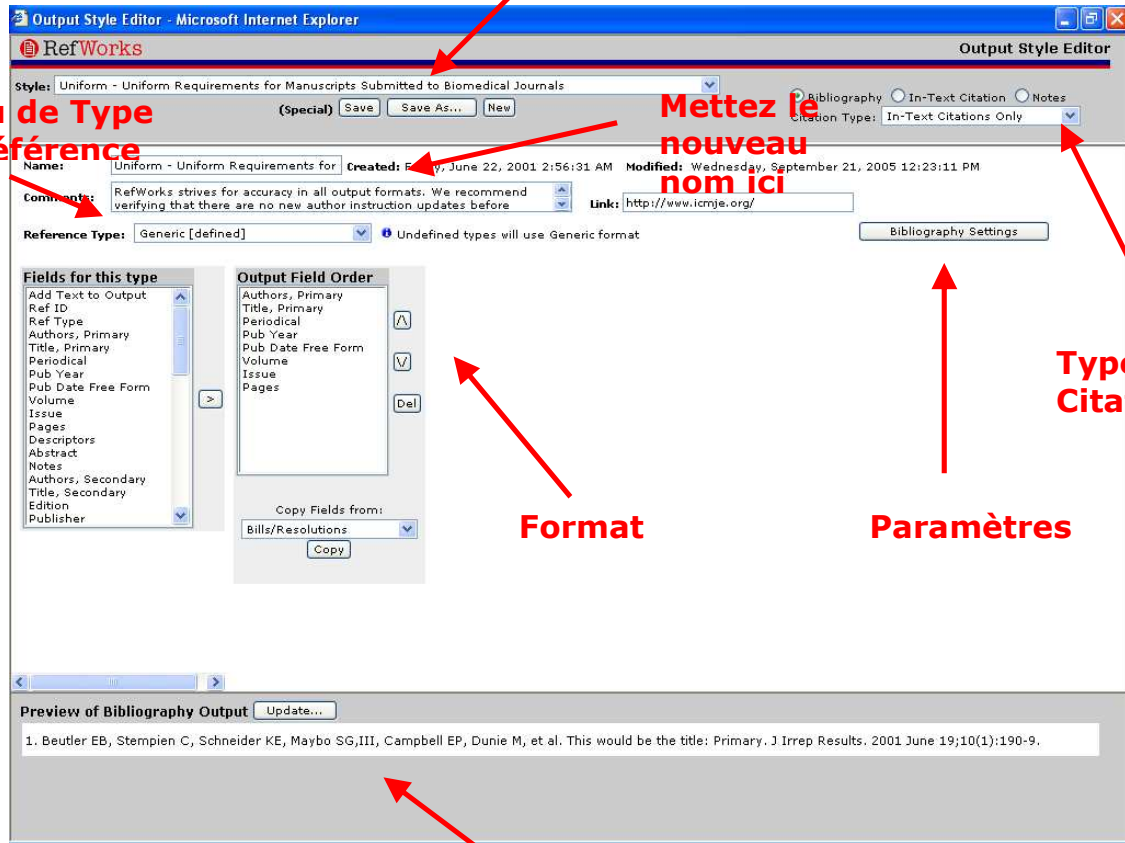 Output Style Editor - Microsoft Internet Explorer
RefWorks
Output Style Editor
Style: Uniform - Uniform Requirements for Manuscripts Submitted to Biomedical Journals
(Special) Save Save As... New
Bibliography In-Text Citation Notes
Citation Type: In-Text Citations Only
de Type
Mettez le
nouveau
nom ici
Name: Uniform - Uniform Requirements for Created: June 22, 2001 2:56:31 AM Modified: Wednesday, September 21, 2005 12:23:11 PM
Comments: RefWorks strives for accuracy in all output formats. We recommend
verifying that there are no new author instruction updates before
Link: http://www.icmje.org/
Reference Type: Generic [defined] Undefined types will use Generic format
Bibliography Settings
Fields for this type
Add Text to Output
Ref ID
Ref Type
Authors, Primary
Title, Primary
Periodical
Pub Year
Pub Date Free Form
Volume
Issue
Pages
Descriptors
Abstract
Notes
Authors, Secondary
Title, Secondary
Edition
Publisher
>
Output Field Order
Authors, Primary
Title, Primary
Periodical
Pub Year
Pub Date Free Form
Volume
Issue
Pages
/\
\/
Del
Copy Fields from:
Bills/Resolutions
Copy
Format
Paramètres
Type
Preview of Bibliography Output Update...
1. Beutler EB, Stempien C, Schneider KE, Maybo SG,III, Campbell EP, Dunie M, et al. This would be the title: Primary. J Irrep Results. 2001 June 19;10(1):190-9.